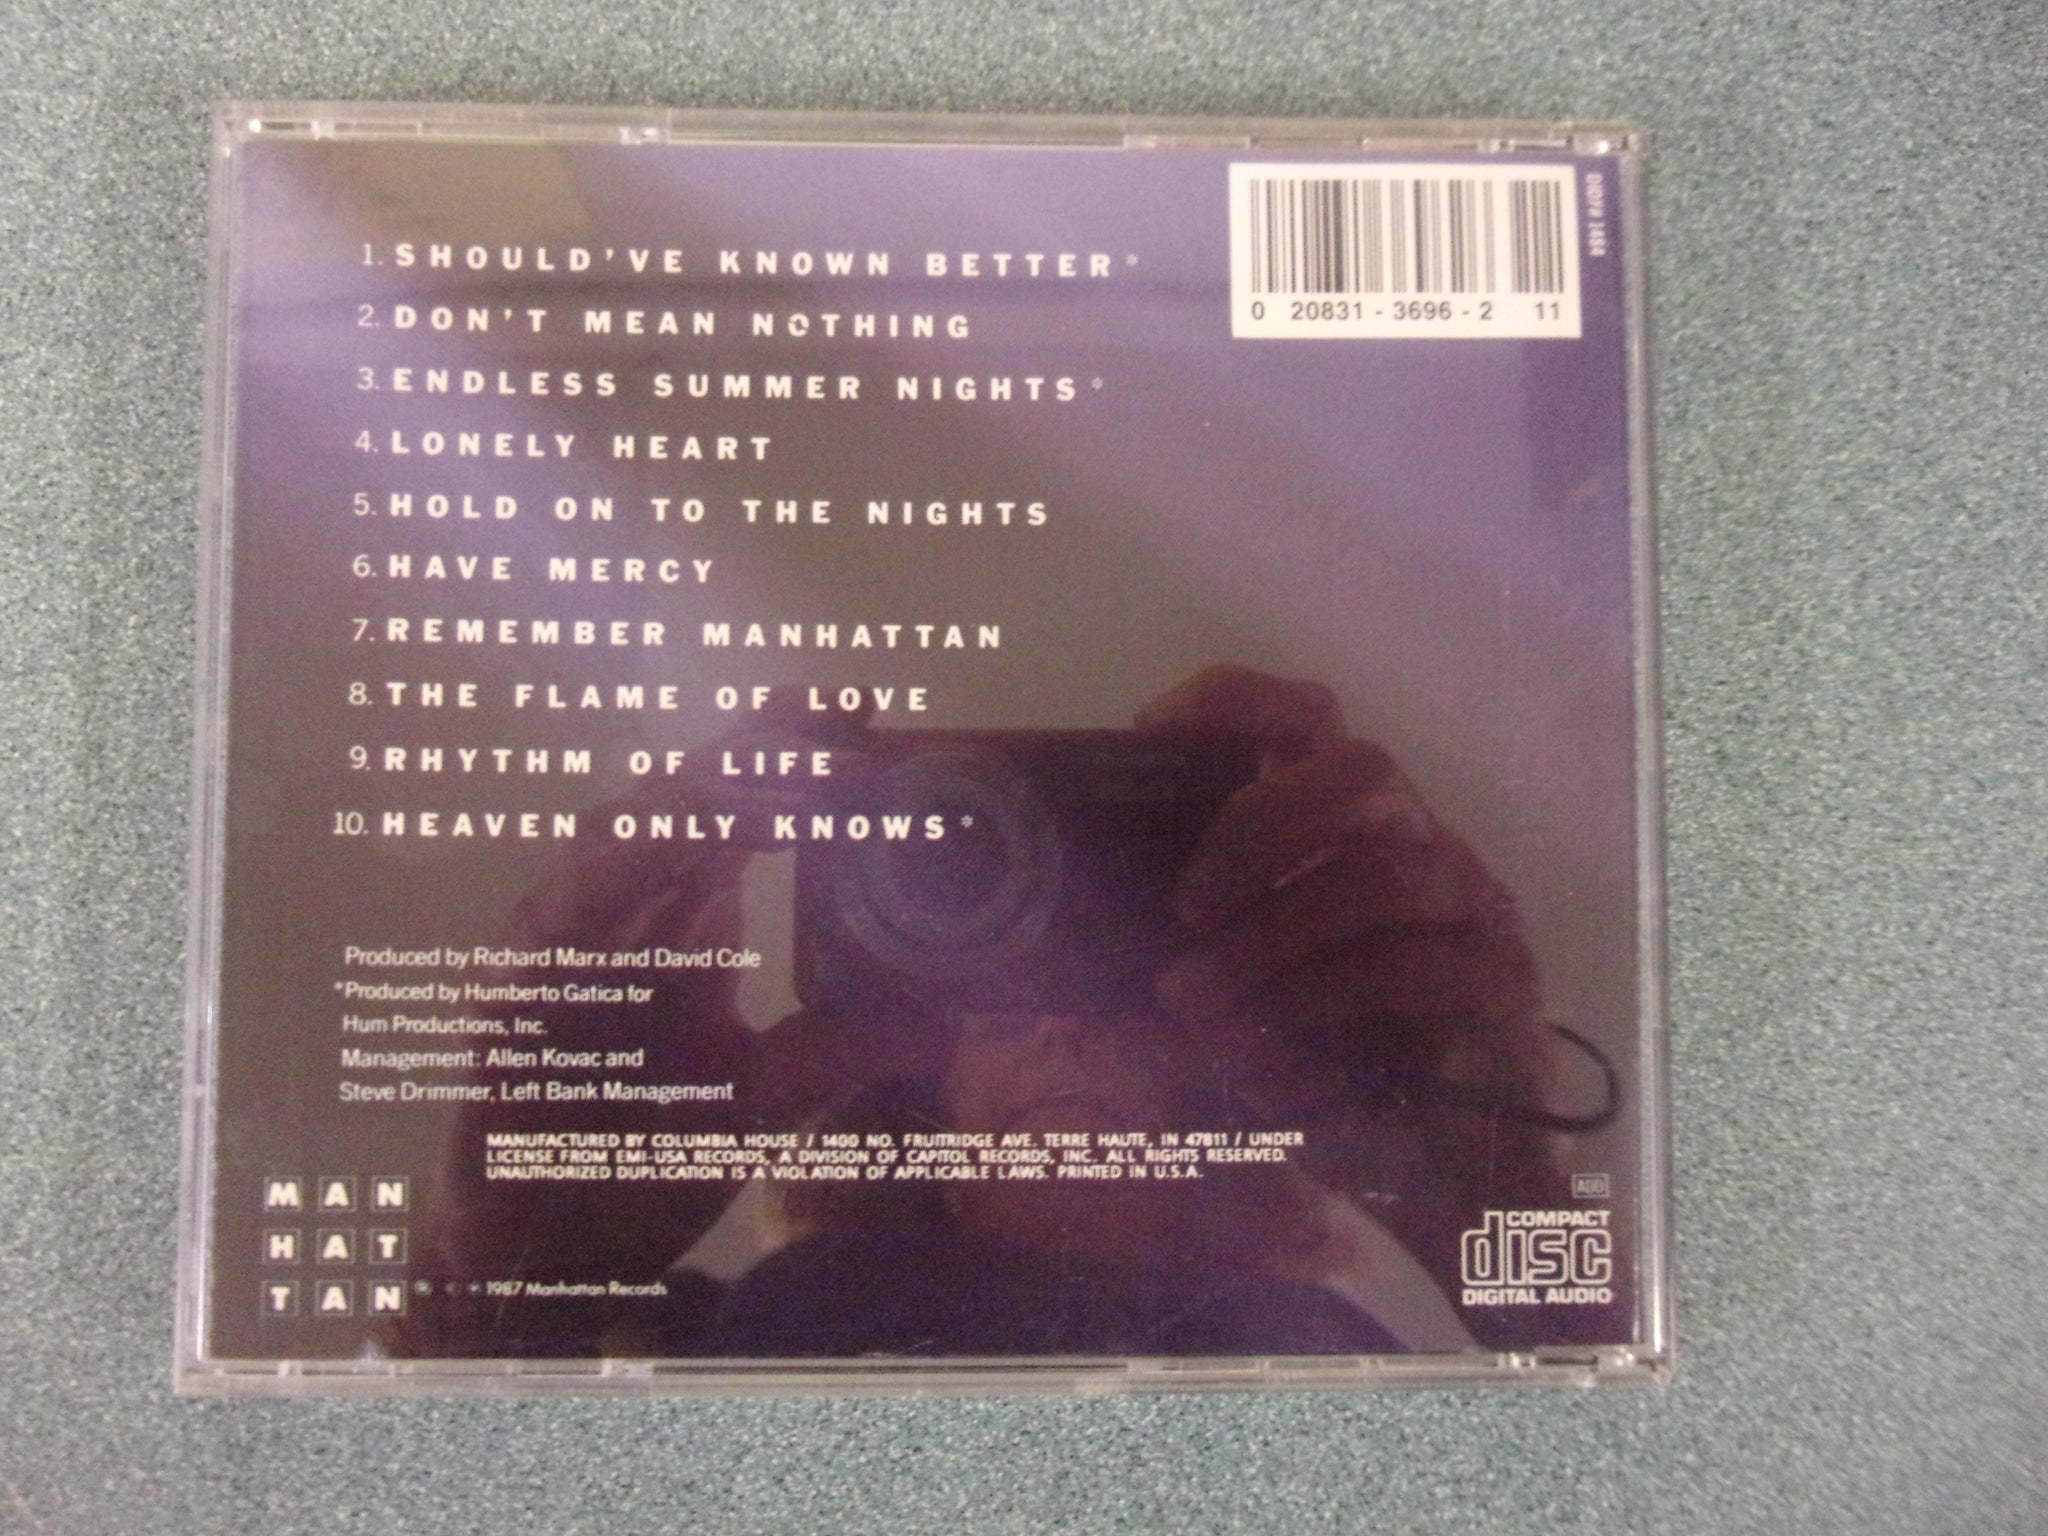 1. SHOULD'VE KNOWN BETTER*
2. DON'T MEAN NOTHING
3. ENDLESS SUMMER NIGHTS*
4. LONELY HEART
5. HOLD ON TO THE NIGHTS
6. HAVE MERCY
7. REMEMBER MANHATTAN
8. THE FLAME OF LOVE
9. RHYTHM OF LIFE
10. HEAVEN ONLY KNOWS*
0 20831 - 3696 - 2 11
DIDY# 1484
Produced by Richard Marx and David Cole
*Produced by Humberto Gatica for
Hum Productions, Inc.
Management: Allen Kovac and
Steve Drimmer, Left Bank Management
MANUFACTURED BY COLUMBIA HOUSE / 1400 NO. FRUITRIDGE AVE. TERRE HAUTE, IN 47811 / UNDER
LICENSE FROM EMI-USA RECORDS, A DIVISION OF CAPITOL RECORDS, INC. ALL RIGHTS RESERVED.
UNAUTHORIZED DUPLICATION IS A VIOLATION OF APPLICABLE LAWS. PRINTED IN U.S.A.
MAN
HAT
TAN
1987 Manhattan Records
COMPACT
disc
DIGITAL AUDIO